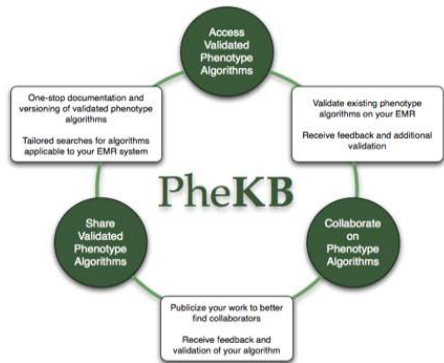 Access
Validated
Phenotype
Algorithms
One-stop documentation and
versioning of validated phenotype
algorithms
Tailored searches for algorithms
applicable to your EMR system
Validate existing phenotype
algorithms on your EMR
Receive feedback and additional
validation
PheKB
Share
Validated
Phenotype
Algorithms
Collaborate
on
Phenotype
Algorithms
Publicize your work to better
find collaborators
Receive feedback and
validation of your algorithm